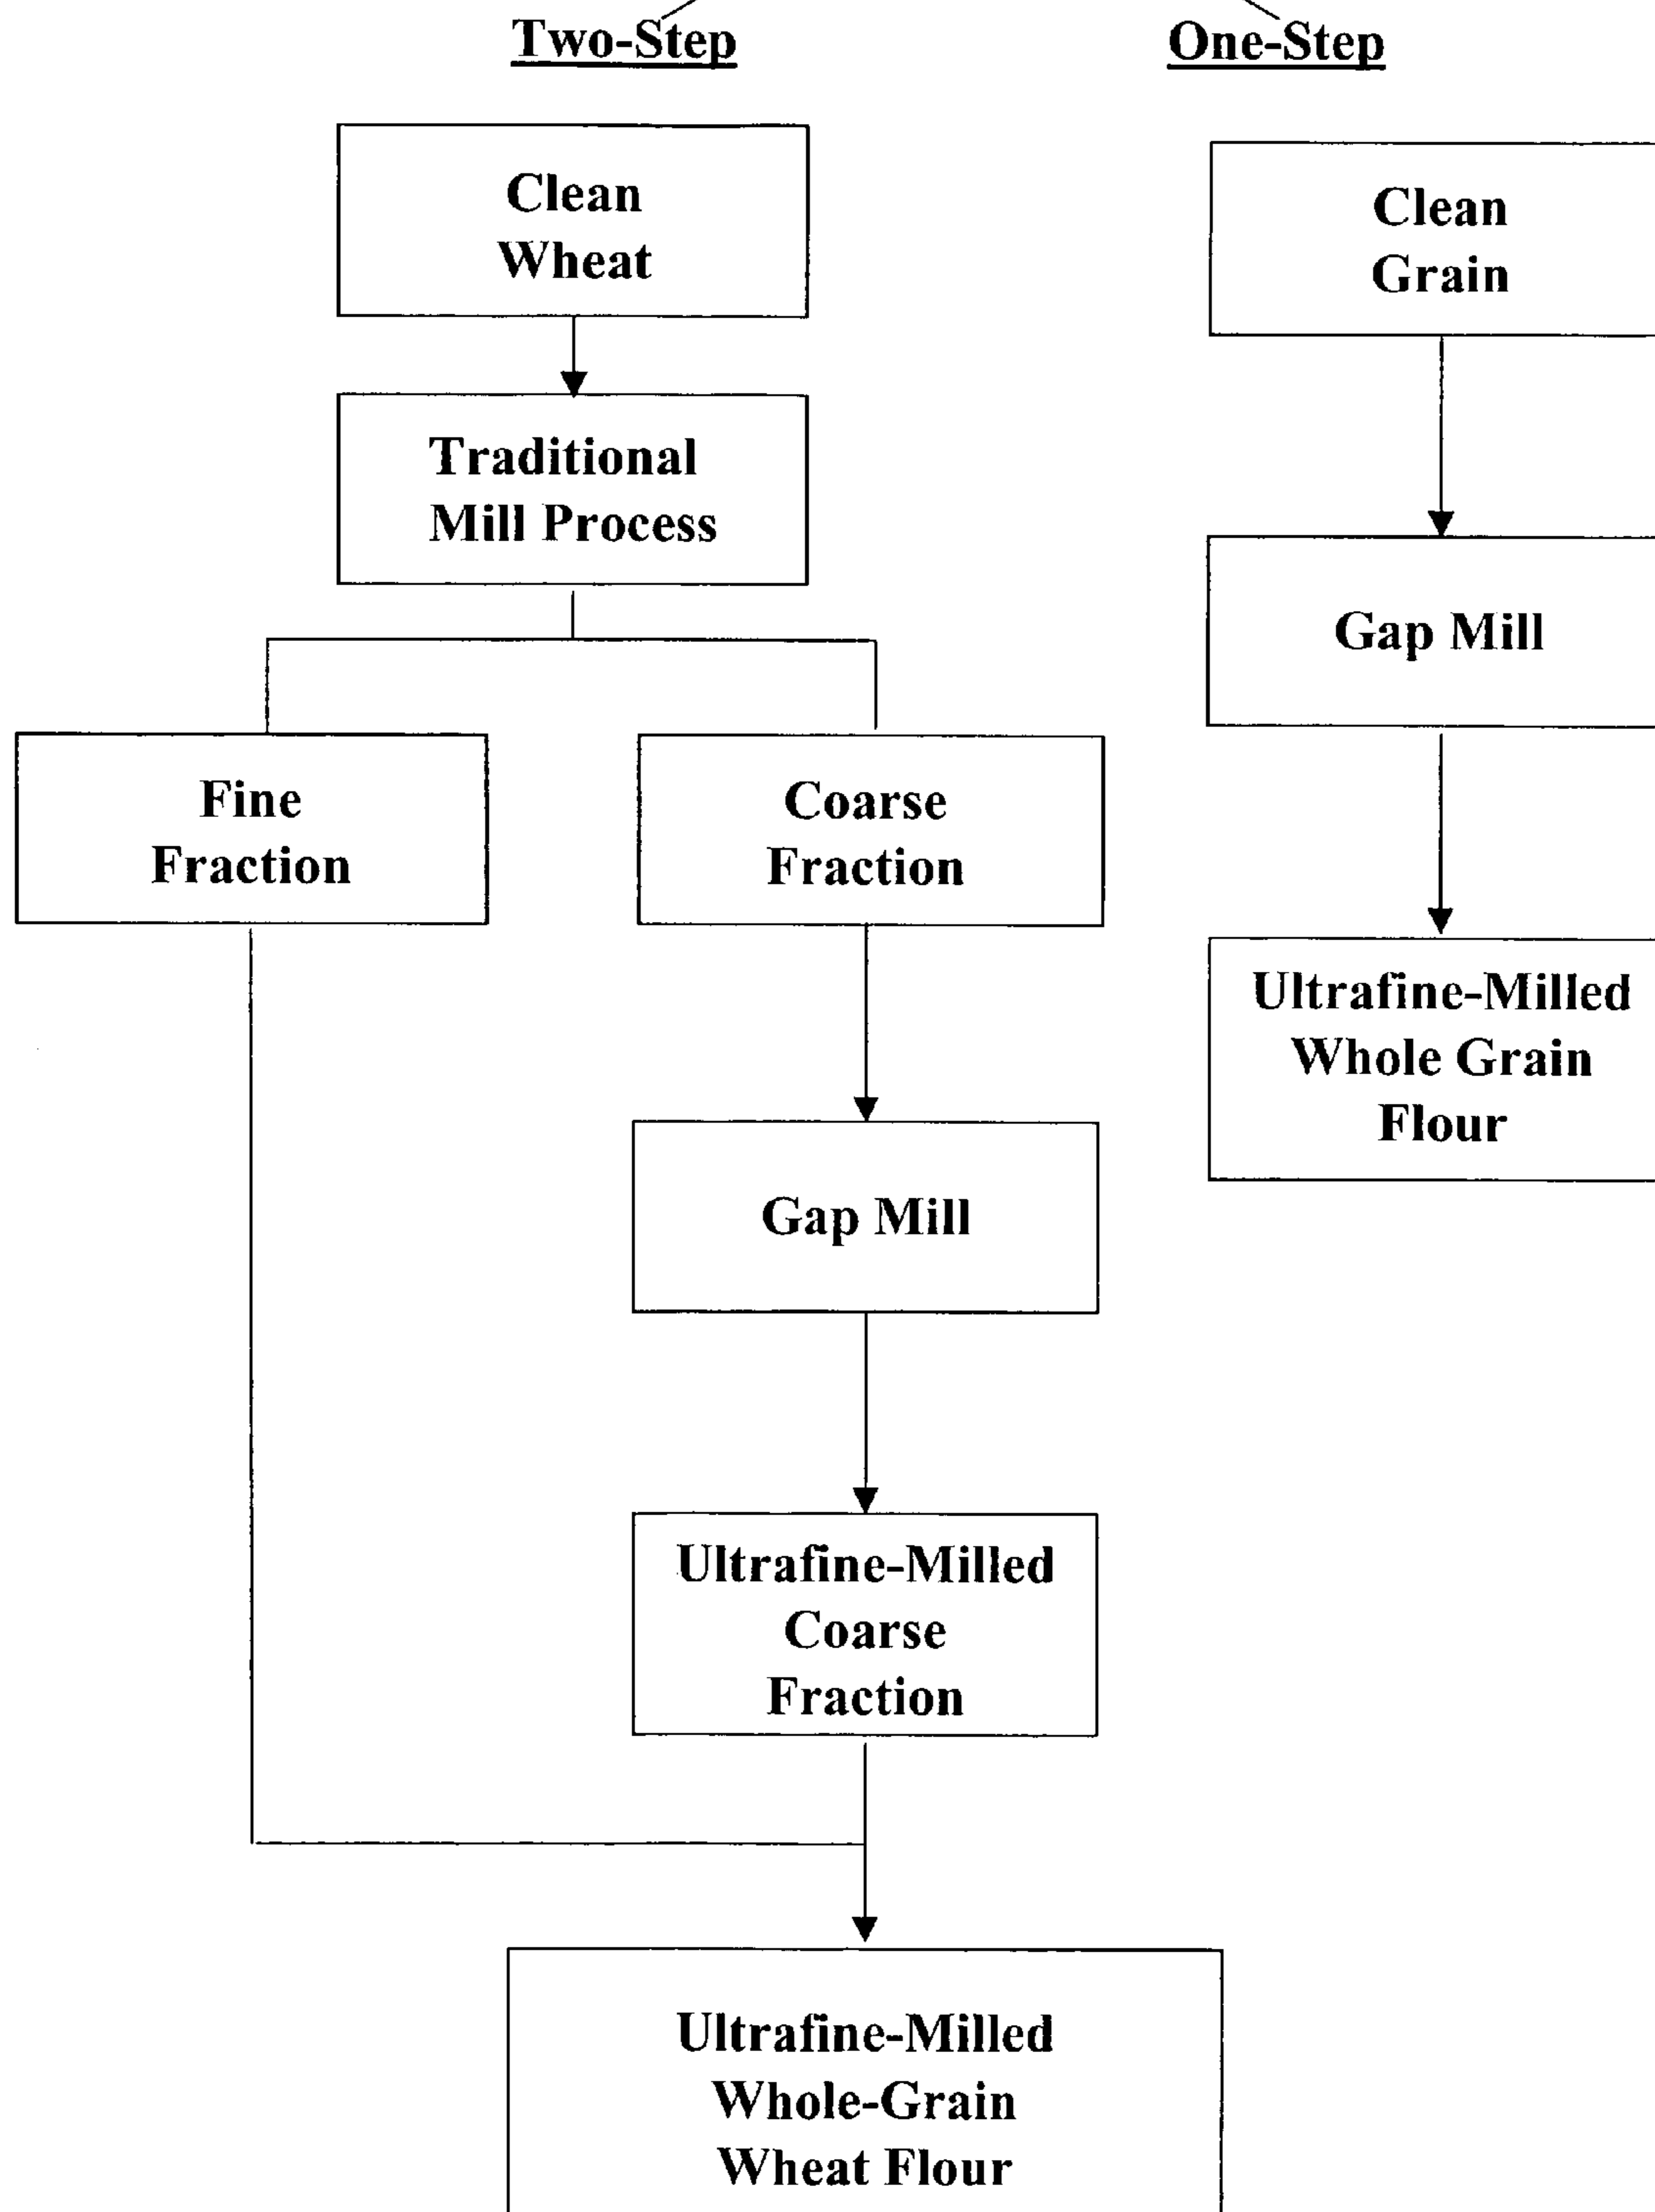 Two-Step
Clean
Wheat
Traditional
Mill Process
Fine
Fraction
Coarse
Fraction
Gap Mill
Ultrafine-Milled
Coarse
Fraction
Ultrafine-Milled
Whole-Grain
Wheat Flour
One-Step
Clean
Grain
Gap Mill
Ultrafine-Milled
Whole Grain
Flour